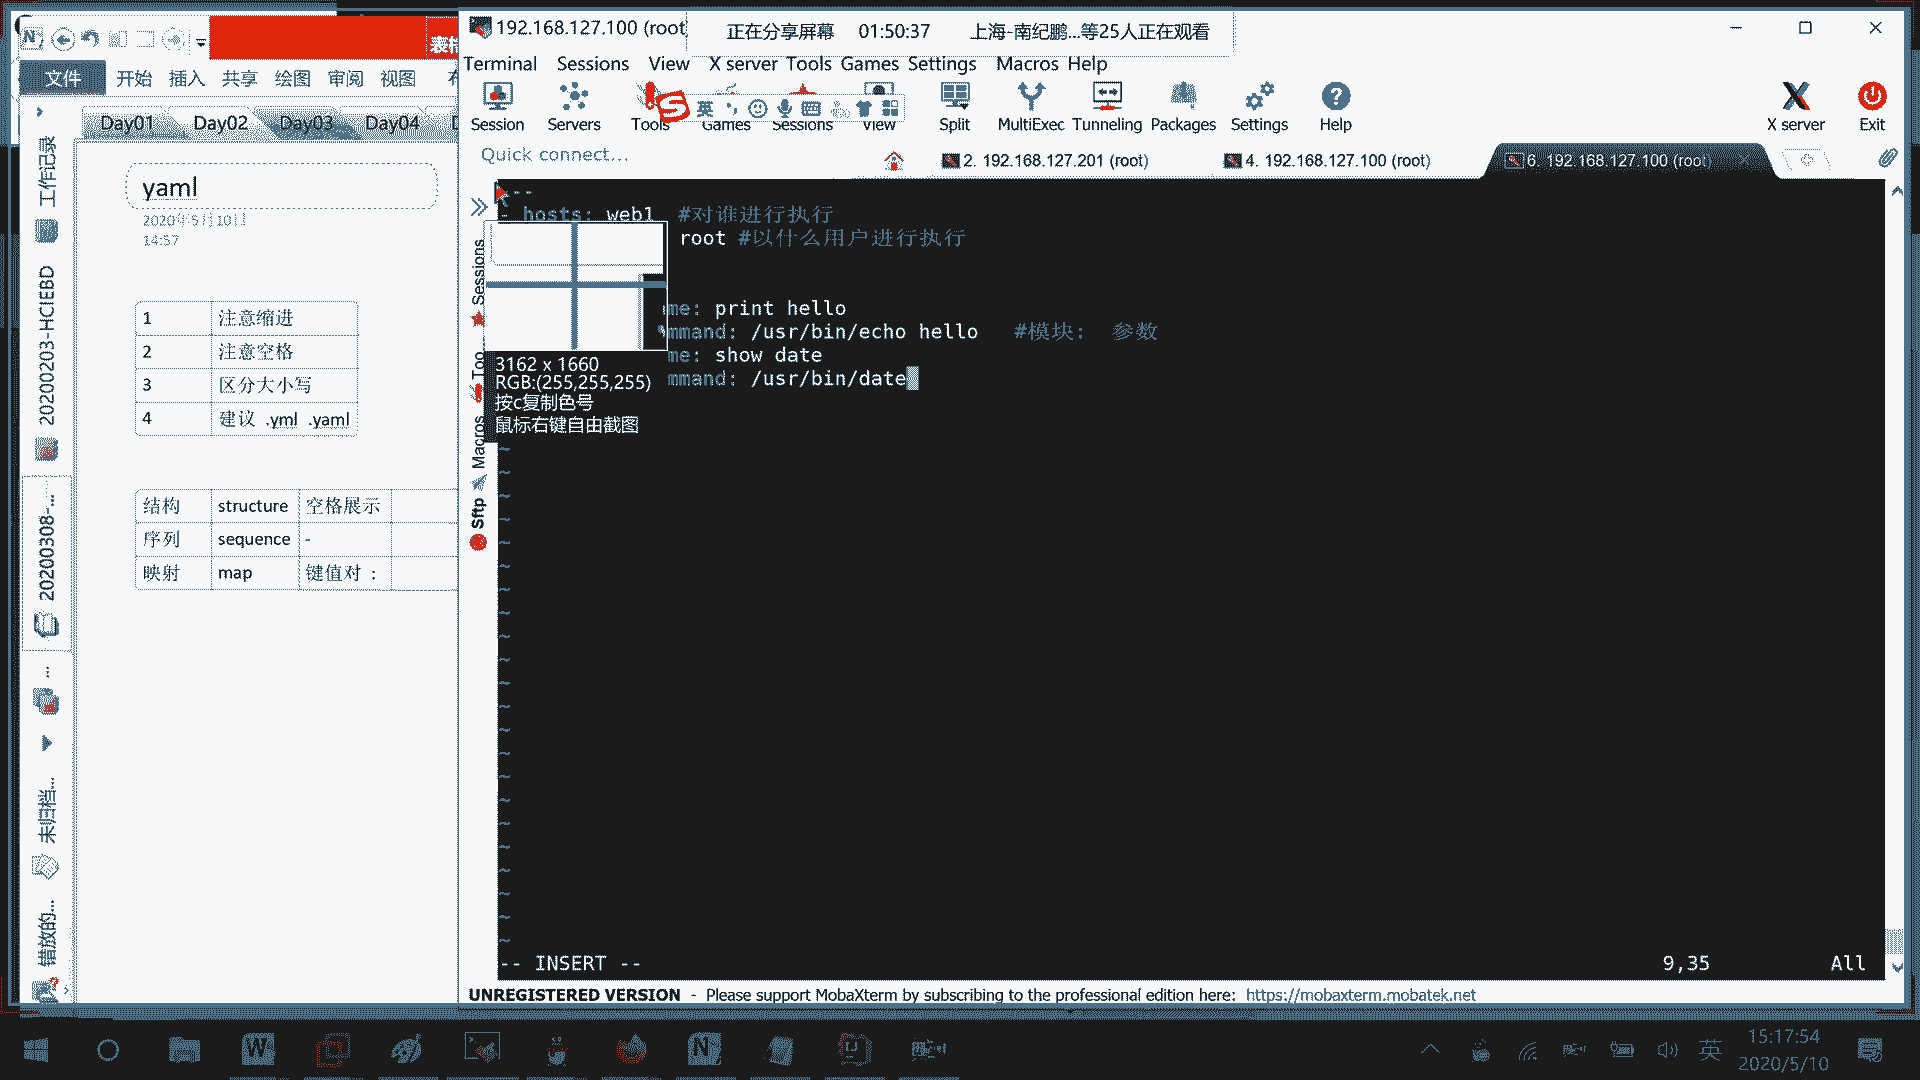 192.168.127.100 (root
正在分享屏幕 01:50:37 上海-南纪鹏...等25人正在观看
Terminal Sessions View X server Tools Games Settings Macros Help
Session Servers Tools Games Sessions View Split MultiExec Tunneling Packages Settings Help X server Exit
英
Quick connect...
2. 192.168.127.201 (root)
4. 192.168.127.100 (root)
6. 192.168.127.100 (root)
文件 开始 插入 共享 绘图 审阅 视图
Day01 Day02 Day03 Day04
工作记录
20200203-HCIEBD
20200308-...
...
未归档...
错放的...
yaml
2020年5月10日
14:57
1 注意缩进
2 注意空格
3 区分大小写
4 建议 .yml .yaml
结构 structure 空格展示
序列 sequence -
映射 map 键值对 :
Sessions
Too
Macros
Sftp
---
- hosts: web1 #对谁进行执行
root #以什么用户进行执行
me: print hello
mmand: /usr/bin/echo hello #模块: 参数
me: show date
mmand: /usr/bin/date
3162 x 1660
RGB:(255,255,255)
按c复制色号
鼠标右键自由截图
-- INSERT --
9,35 All
UNREGISTERED VERSION - Please support MobaXterm by subscribing to the professional edition here: https://mobaxterm.mobatek.net
英
15:17:54
2020/5/10